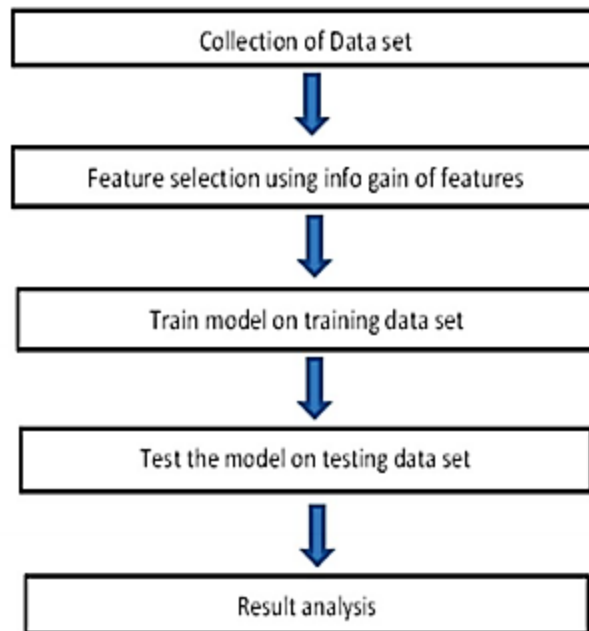 Collection of Data set
Feature selection using info gain of features
Train model on training data set
Test the model on testing data set
Result analysis